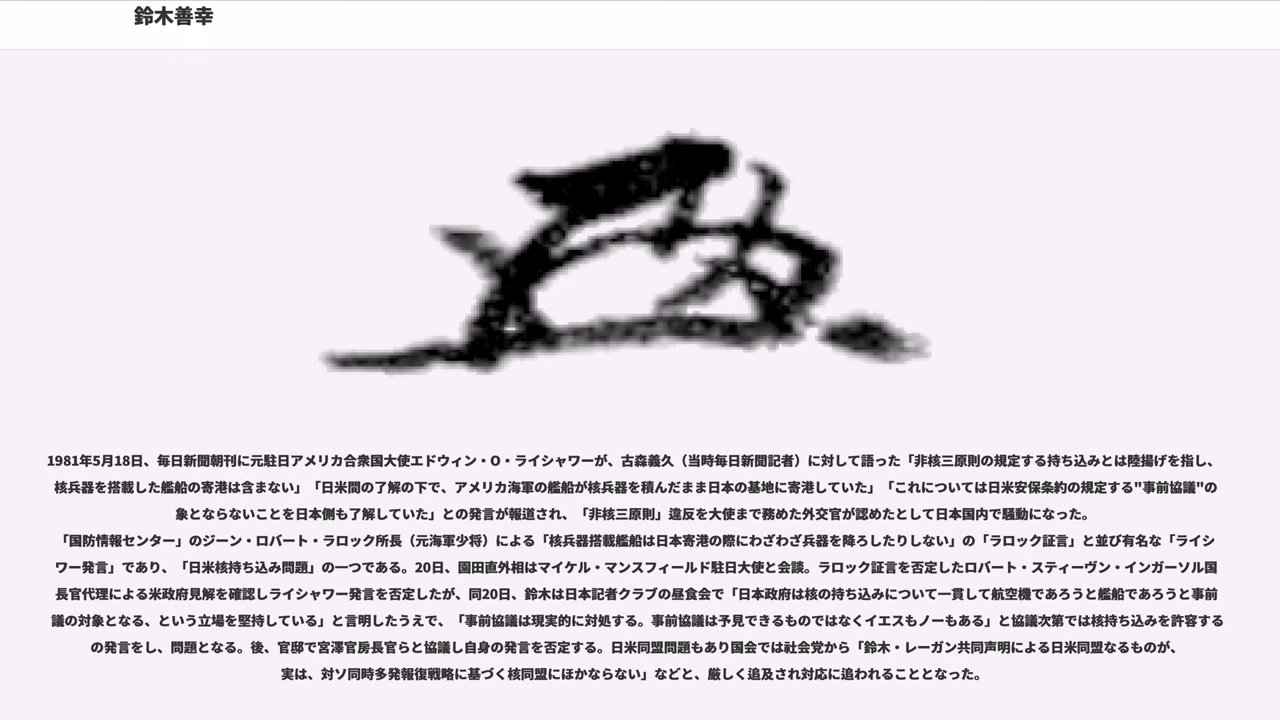 鈴木善幸
1981年5月18日、毎日新聞朝刊に元駐日アメリカ合衆国大使エドウィン・O・ライシャワーが、古森義久（当時毎日新聞記者）に対して語った「非核三原則の規定する持ち込みとは陸揚げを指し、
核兵器を搭載した艦船の寄港は含まない」「日米間の了解の下で、アメリカ海軍の艦船が核兵器を積んだまま日本の基地に寄港していた」「これについては日米安保条約の規定する"事前協議"の
象とならないことを日本側も了解していた」との発言が報道され、「非核三原則」違反を大使まで務めた外交官が認めたとして日本国内で騒動になった。
「国防情報センター」のジーン・ロバート・ラロック所長（元海軍少将）による「核兵器搭載艦船は日本寄港の際にわざわざ兵器を降ろしたりしない」の「ラロック証言」と並び有名な「ライシ
ワー発言」であり、「日米核持ち込み問題」の一つである。20日、園田直外相はマイケル・マンスフィールド駐日大使と会談。ラロック証言を否定したロバート・スティーヴン・インガーソル国
長官代理による米政府見解を確認しライシャワー発言を否定したが、同20日、鈴木は日本記者クラブの昼食会で「日本政府は核の持ち込みについて一貫して航空機であろうと艦船であろうと事前
議の対象となる、という立場を堅持している」と言明したうえで、「事前協議は現実的に対処する。事前協議は予見できるものではなくイエスもノーもある」と協議次第では核持ち込みを許容する
の発言をし、問題となる。後、官邸で宮澤官房長官らと協議し自身の発言を否定する。日米同盟問題もあり国会では社会党から「鈴木・レーガン共同声明による日米同盟なるものが、
実は、対ソ同時多発報復戦略に基づく核同盟にほかならない」などと、厳しく追及され対応に追われることとなった。